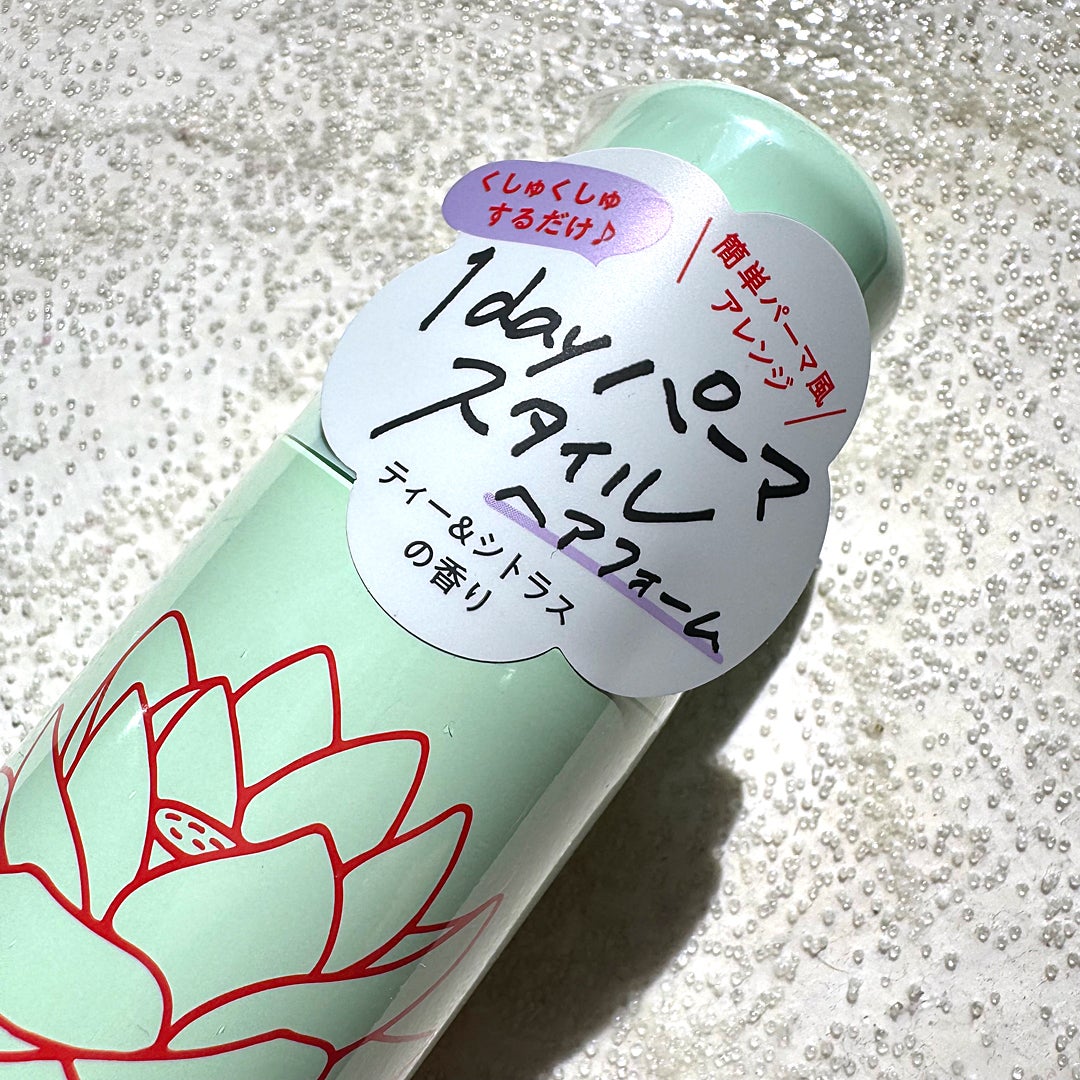 くしゅくしゅ
するだけ♪
簡単パーマ風
アレンジ
1dayパーマ
スタイル
ヘアフォーム
ティー&シトラス
の香り